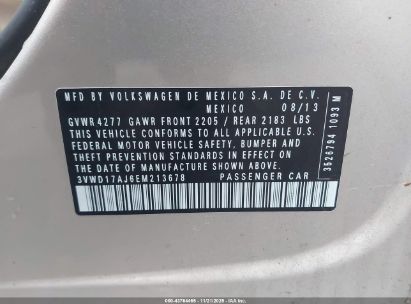 MFD BY VOLKSWAGEN DE MEXICO S.A. DE C.V.
MEXICO 08/13
GVWR 4277 GAWR FRONT 2205 / REAR 2183 LBS
THIS VEHICLE CONFORMS TO ALL APPLICABLE U.S.
FEDERAL MOTOR VEHICLE SAFETY, BUMPER AND
THEFT PREVENTION STANDARDS IN EFFECT ON
THE DATE OF MANUFACTURE SHOWN ABOVE
3VWD17AJ6EM213678 PASSENGER CAR
3526794 1093 M